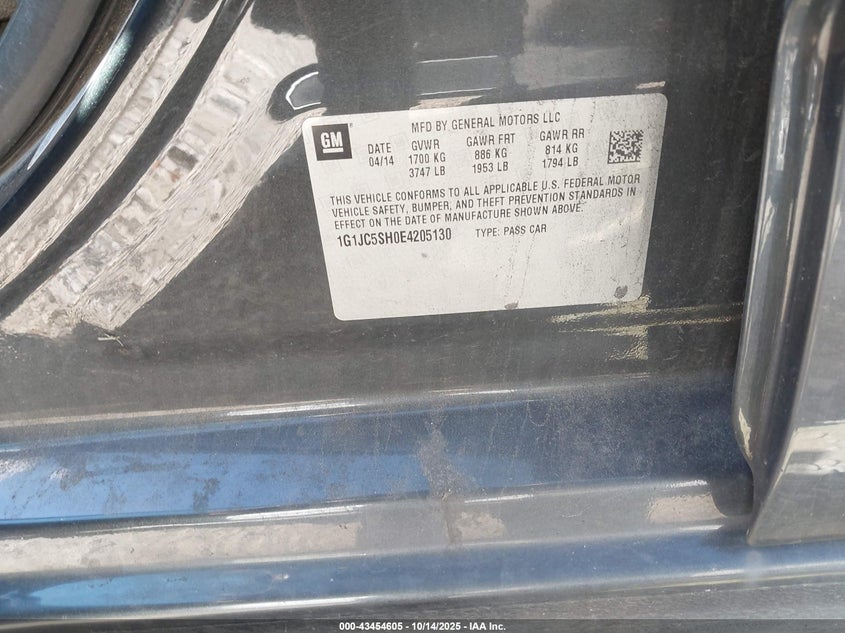 GM
MFD BY GENERAL MOTORS LLC
DATE GVWR GAWR FRT GAWR RR
04/14 1700 KG 886 KG 814 KG
3747 LB 1953 LB 1794 LB
THIS VEHICLE CONFORMS TO ALL APPLICABLE U.S. FEDERAL MOTOR
VEHICLE SAFETY, BUMPER, AND THEFT PREVENTION STANDARDS IN
EFFECT ON THE DATE OF MANUFACTURE SHOWN ABOVE.
1G1JC5SH0E4205130 TYPE: PASS CAR
000-43454605 - 10/14/2025 - IAA Inc.